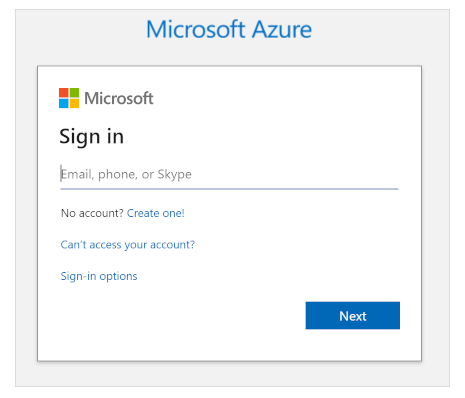 Microsoft Azure
Microsoft
Sign in
Email, phone, or Skype
No account? Create one!
Can't access your account?
Sign-in options
Next